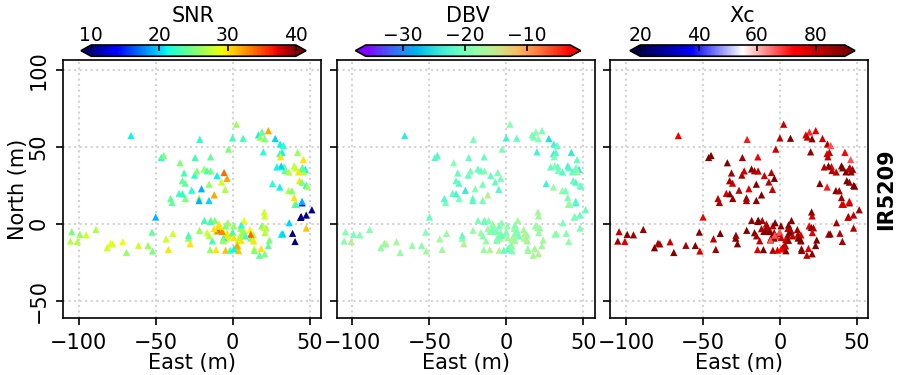 SNR DBV Xc
10 20 30 40 −30 −20 −10 20 40 60 80
100
50
0
−50
North (m)
IR5209
−100 −50 0 50 −100 −50 0 50 −100 −50 0 50
East (m) East (m) East (m)